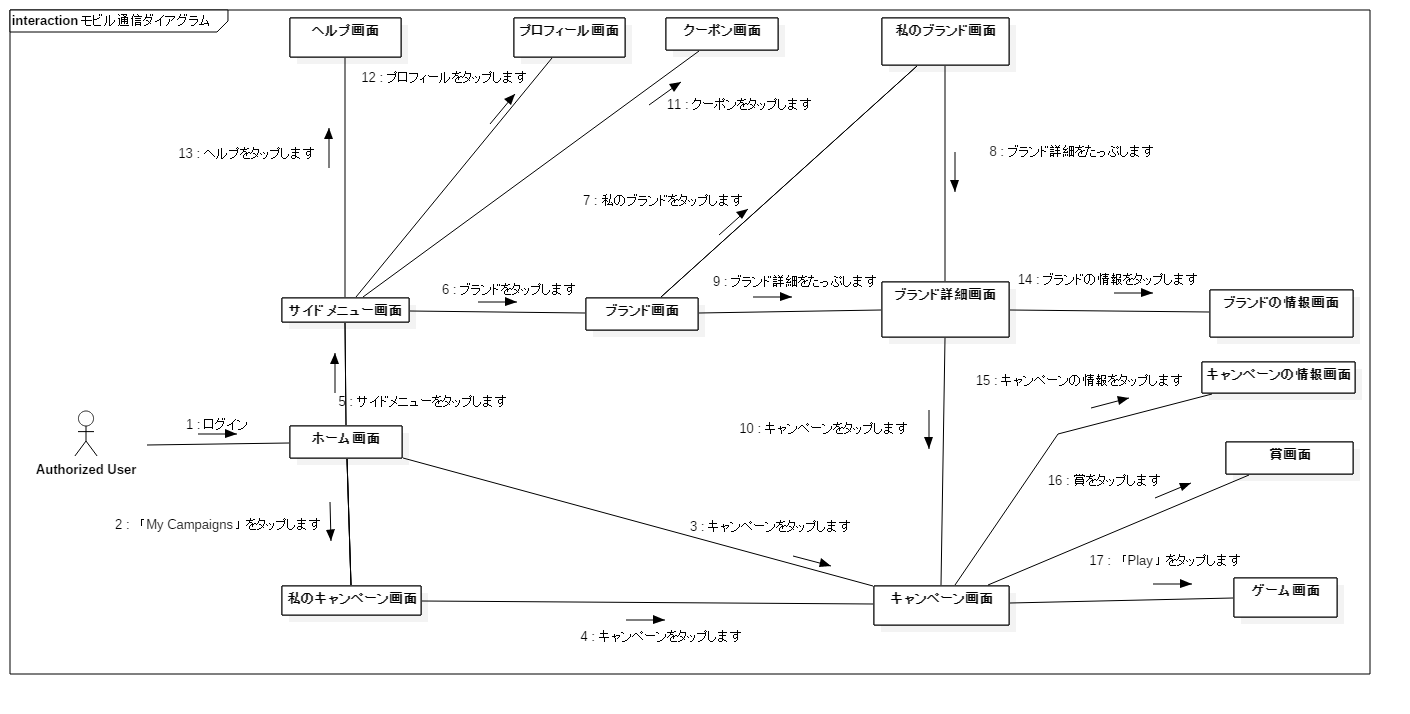 interaction モビル通信ダイアグラム
ヘルプ画面
プロフィール画面
クーポン画面
私のブランド画面
12 : プロフィールをタップします
11 : クーポンをタップします
13 : ヘルプをタップします
8 : ブランド詳細をたっぷします
7 : 私のブランドをタップします
6 : ブランドをタップします
9 : ブランド詳細をたっぷします
14 : ブランドの情報をタップします
サイドメニュー画面
ブランド画面
ブランド詳細画面
ブランドの情報画面
15 : キャンペーンの情報をタップします
キャンペーンの情報画面
5 : サイドメニューをタップします
1 : ログイン
10 : キャンペーンをタップします
ホーム画面
Authorized User
賞画面
16 : 賞をタップします
2 : 「My Campaigns」をタップします
3 : キャンペーンをタップします
17 : 「Play」をタップします
私のキャンペーン画面
キャンペーン画面
ゲーム画面
4 : キャンペーンをタップします